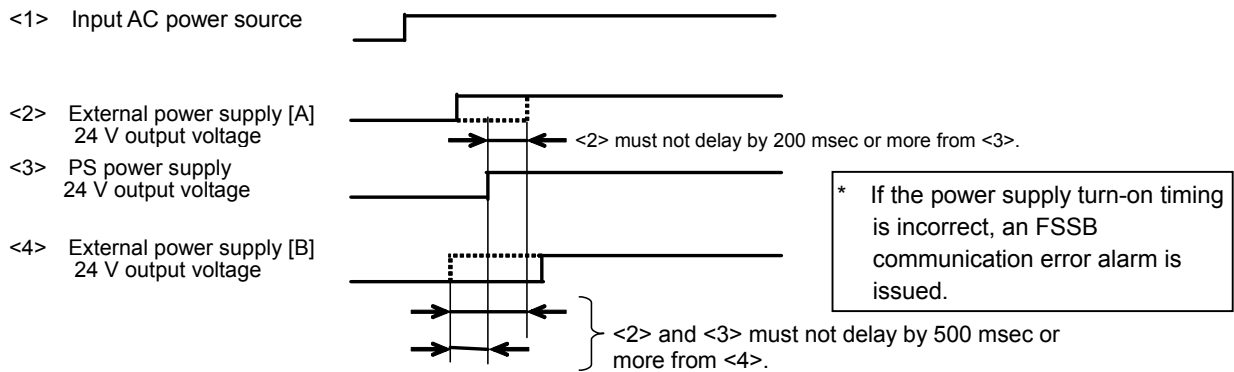 <1> Input AC power source
<2> External power supply [A]
24 V output voltage
<2> must not delay by 200 msec or more from <3>.
<3> PS power supply
24 V output voltage
* If the power supply turn-on timing
is incorrect, an FSSB
communication error alarm is
issued.
<4> External power supply [B]
24 V output voltage
<2> and <3> must not delay by 500 msec or
more from <4>.